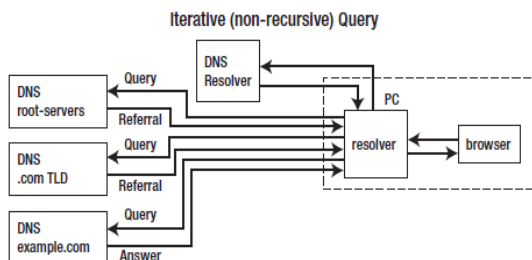 Iterative (non-recursive) Query
DNS
Resolver
PC
resolver
browser
Query
DNS
root-servers
Referral
Query
DNS
.com TLD
Referral
Query
DNS
example.com
Answer